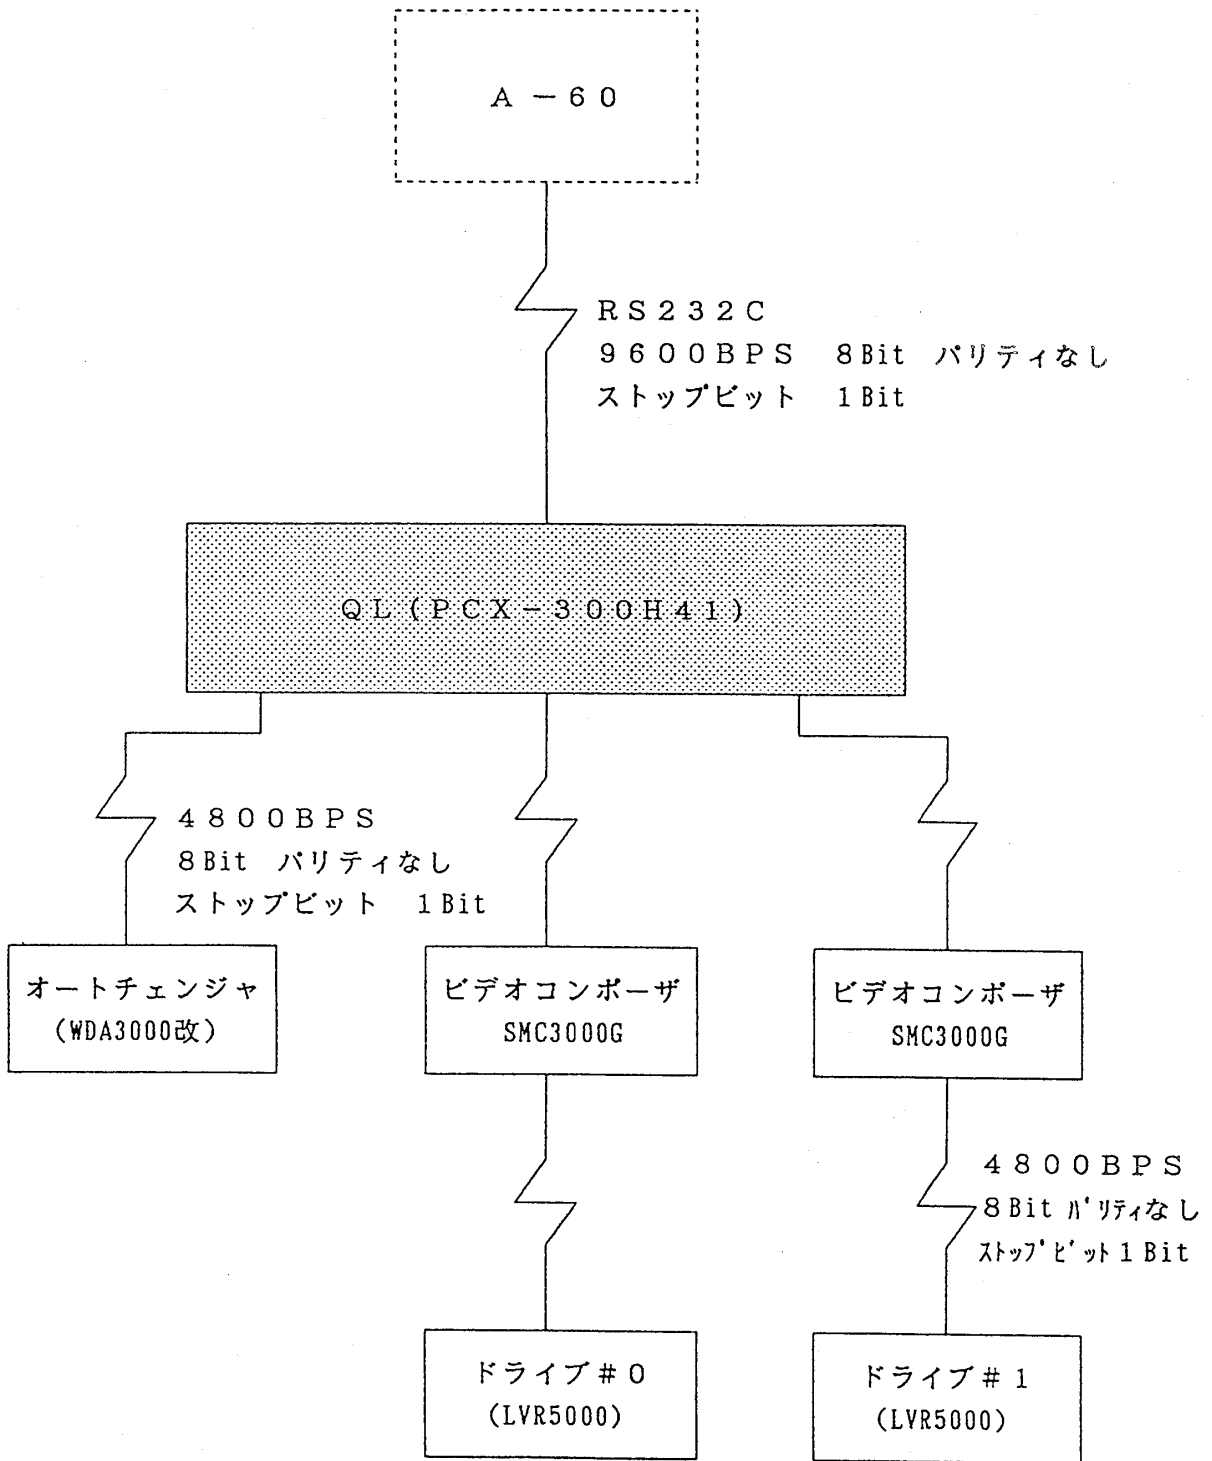 A-60
RS232C
9600BPS 8Bit パリティなし
ストップビット 1Bit
QL(PCX-300H41)
4800BPS
8Bit パリティなし
ストップビット 1Bit
オートチェンジャ
(WDA3000改)
ビデオコンポーザ
SMC3000G
ビデオコンポーザ
SMC3000G
4800BPS
8Bit パリティなし
ストップビット1Bit
ドライブ#0
(LVR5000)
ドライブ#1
(LVR5000)